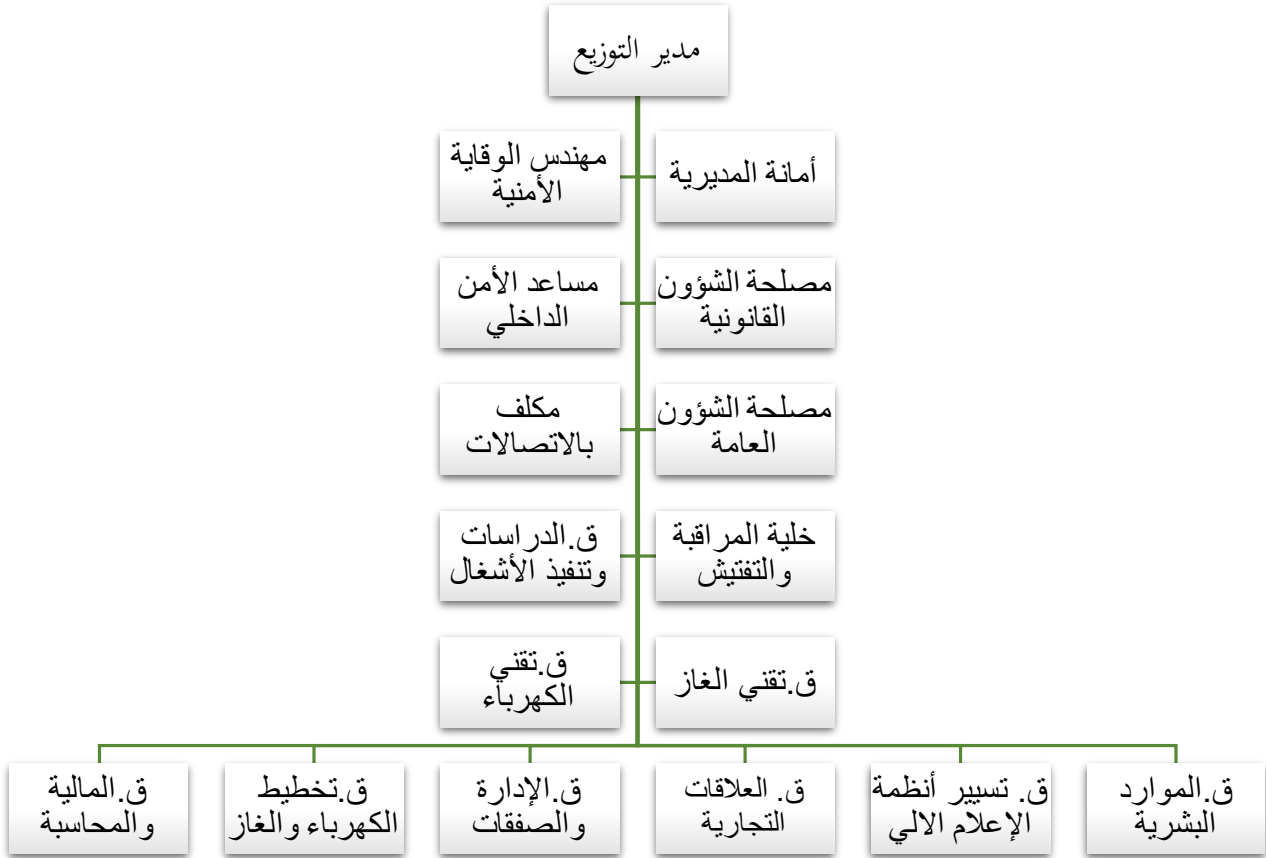 مدير التوزيع
أمانة المديرية
مهندس الوقاية
الأمنية
مصلحة الشؤون
القانونية
مساعد الأمن
الداخلي
مصلحة الشؤون
العامة
مكلف
بالاتصالات
خلية المراقبة
والتفتيش
ق.الدراسات
وتنفيذ الأشغال
ق.تقني الغاز
ق.تقني
الكهرباء
ق.الموارد
البشرية
ق. تسيير أنظمة
الإعلام الالي
ق. العلاقات
التجارية
ق.الإدارة
والصفقات
ق.تخطيط
الكهرباء والغاز
ق.المالية
والمحاسبة